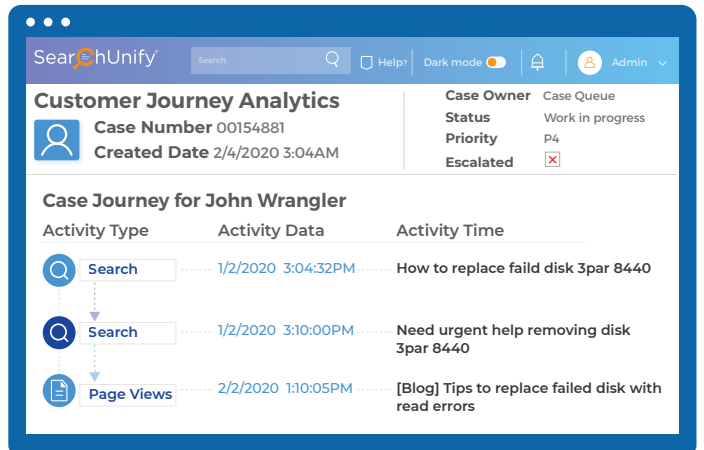 SearchUnify
Search
Help?
Dark mode
Admin
Customer Journey Analytics
Case Number 00154881
Created Date 2/4/2020 3:04AM
Case Owner Case Queue
Status Work in progress
Priority P4
Escalated
Case Journey for John Wrangler
Activity Type Activity Data Activity Time
Search 1/2/2020 3:04:32PM How to replace faild disk 3par 8440
Search 1/2/2020 3:10:00PM Need urgent help removing disk
3par 8440
Page Views 2/2/2020 1:10:05PM [Blog] Tips to replace failed disk with
read errors